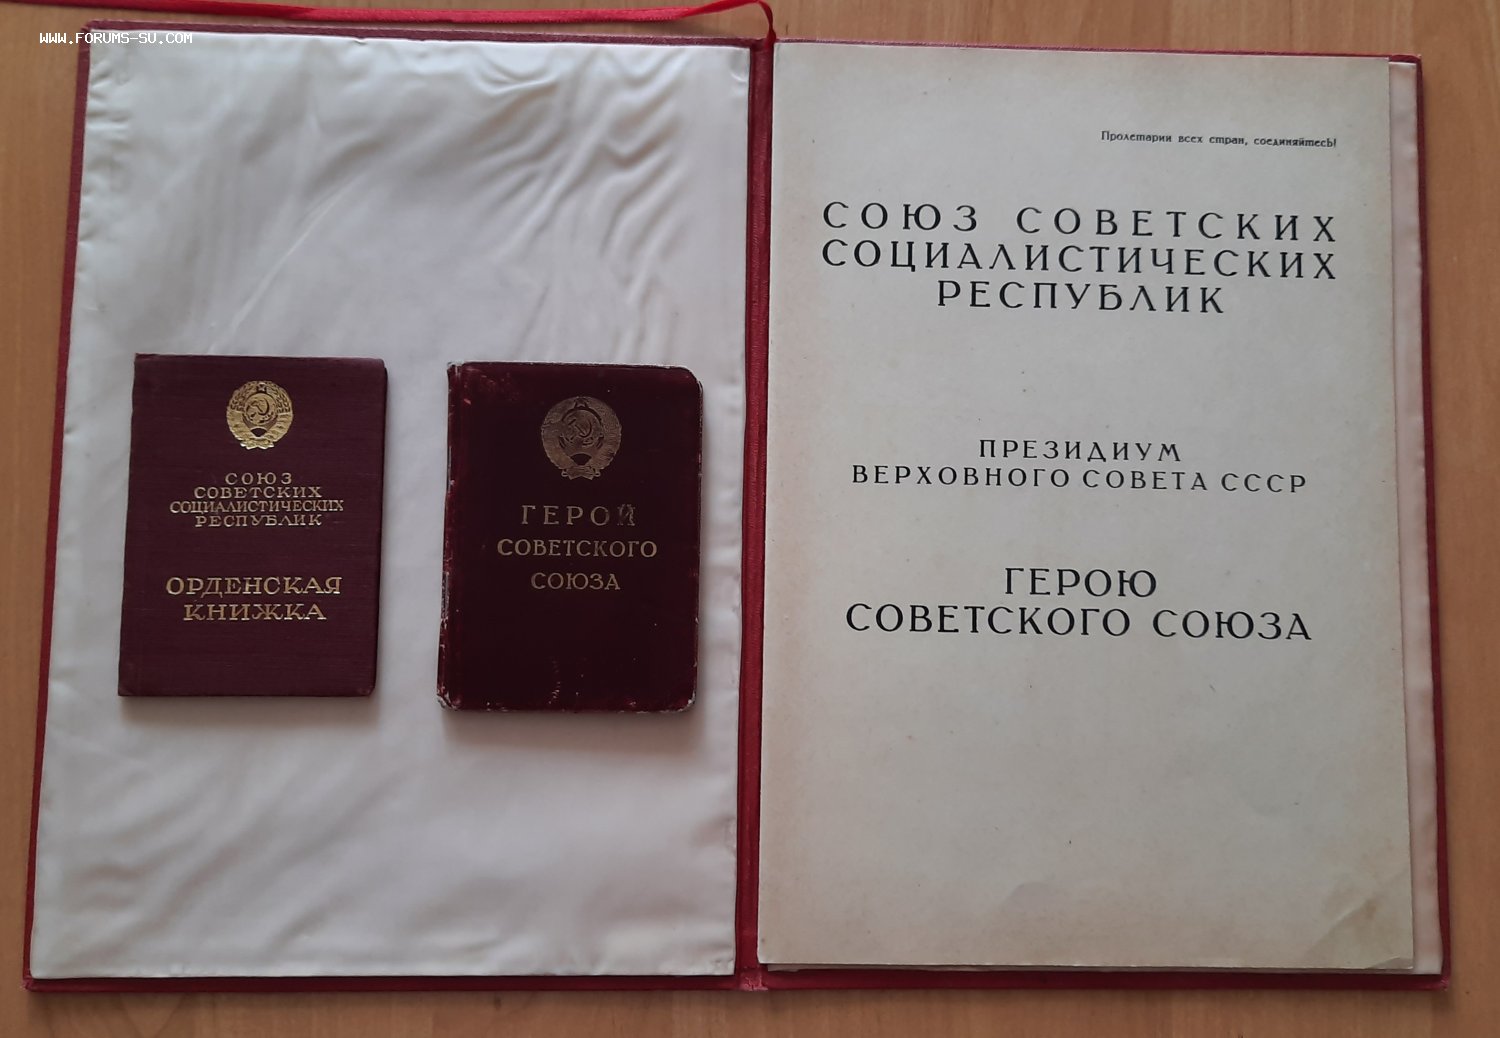 WWW.FORUMS-SU.COM
СОЮЗ
СОВЕТСКИХ
СОЦИАЛИСТИЧЕСКИХ
РЕСПУБЛИК
ОРДЕНСКАЯ
КНИЖКА
ГЕРОЙ
СОВЕТСКОГО
СОЮЗА
Пролетарии всех стран, соединяйтесь!
СОЮЗ СОВЕТСКИХ
СОЦИАЛИСТИЧЕСКИХ
РЕСПУБЛИК
ПРЕЗИДИУМ
ВЕРХОВНОГО СОВЕТА СССР
ГЕРОЮ
СОВЕТСКОГО СОЮЗА